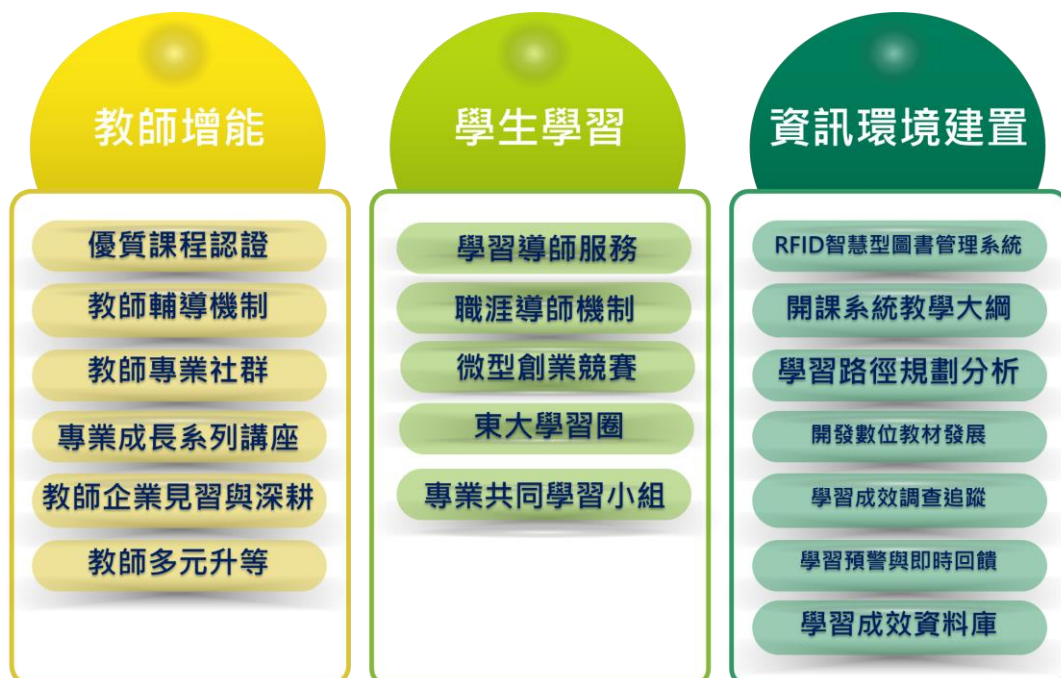 教師增能
優質課程認證
教師輔導機制
教師專業社群
專業成長系列講座
教師企業見習與深耕
教師多元升等
學生學習
學習導師服務
職涯導師機制
微型創業競賽
東大學習圈
專業共同學習小組
資訊環境建置
RFID智慧型圖書管理系統
開課系統教學大綱
學習路徑規劃分析
開發數位教材發展
學習成效調查追蹤
學習預警與即時回饋
學習成效資料庫